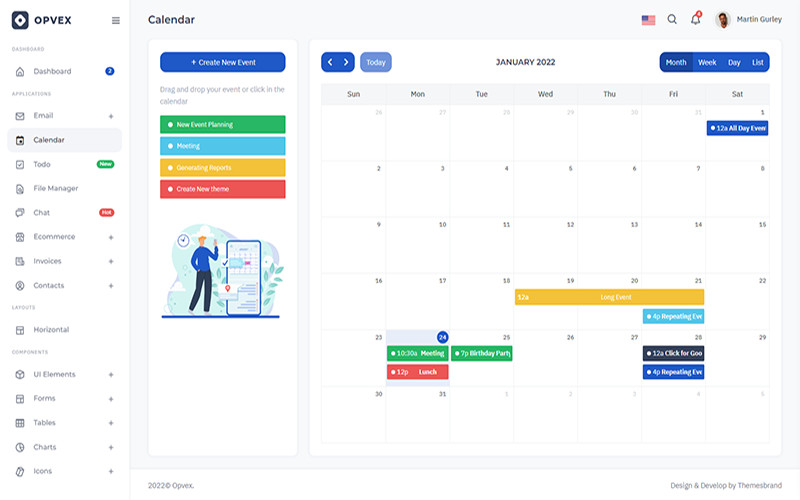 OPVEX
Calendar
4
Martin Gurley
DASHBOARD
Dashboard 2
APPLICATIONS
Email +
Calendar
Todo New
File Manager
Chat Hot
Ecommerce +
Invoices +
Contacts +
LAYOUTS
Horizontal
COMPONENTS
UI Elements +
Forms +
Tables +
Charts +
Icons +
+ Create New Event
Drag and drop your event or click in the
calendar
New Event Planning
Meeting
Generating Reports
Create New theme
Today
JANUARY 2022
Month Week Day List
Sun Mon Tue Wed Thu Fri Sat
26 27 28 29 30 31 1
12a All Day Even
2 3 4 5 6 7 8
9 10 11 12 13 14 15
16 17 18 19 20 21 22
12a Long Event
4p Repeating Eve
23 24 25 26 27 28 29
10:30a Meeting 7p Birthday Party 12a Click for Goo
12p Lunch 4p Repeating Eve
30 31 1 2 3 4 5
2022© Opvex.
Design & Develop by Themesbrand